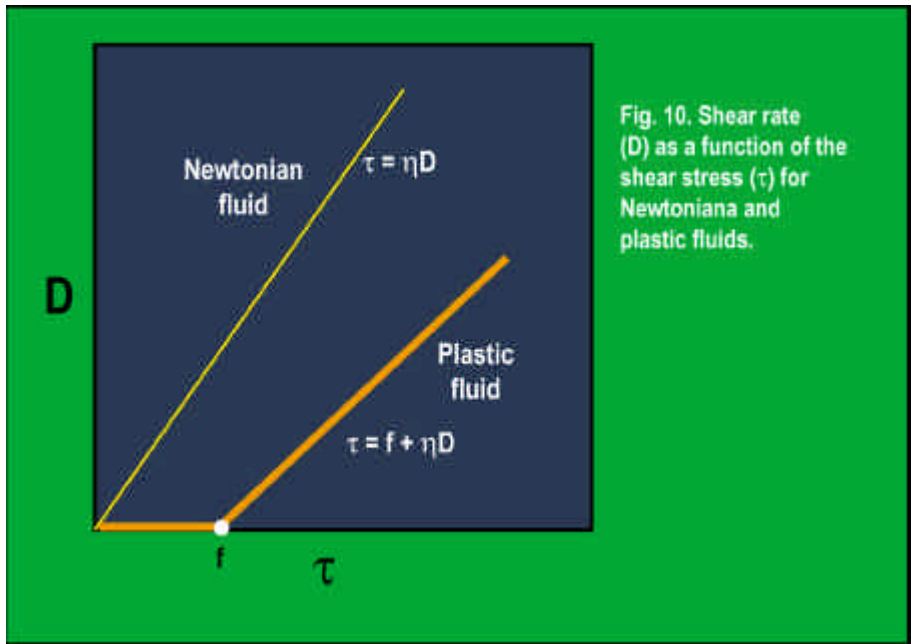 Fig. 10. Shear rate
(D) as a function of the
shear stress (τ) for
Newtoniana and
plastic fluids.
τ = ηD
Newtonian
fluid
D
Plastic
fluid
τ = f + ηD
f
τ